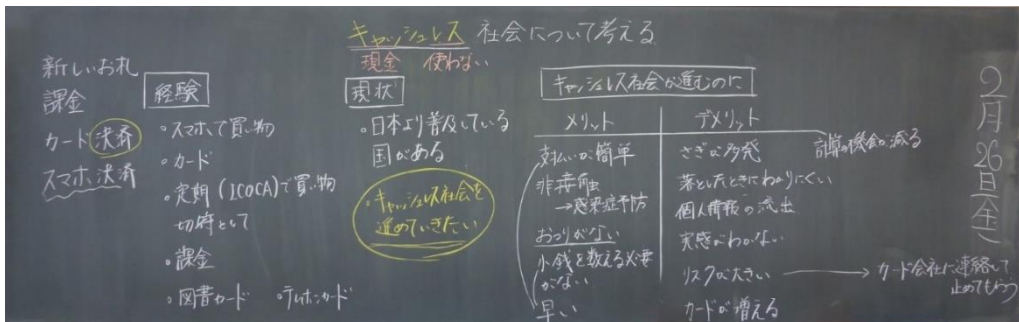 キャッシュレス社会について考える
現金 使わない
新しいお札
課金
カード決済
スマホ決済
経験
・スマホで買い物
・カード
・定期(ICOCA)で買い物
切符として
・課金
・図書カード ・テレホンカード
現状
・日本より普及している
国がある
・キャッシュレス社会を
進めていきたい
キャッシュレス社会が進むのに
メリット
支払いが簡単
非接触
→感染症予防
おつりがない
小銭を数える必要
がない
早い
デメリット
さぎが多発
落としたときにわかりにくい
個人情報の流出
実感がわかない
リスクが大きい
→カード会社に連絡して
止めてもらう
カードが増える
計算の機会が減る
2月26日(金)